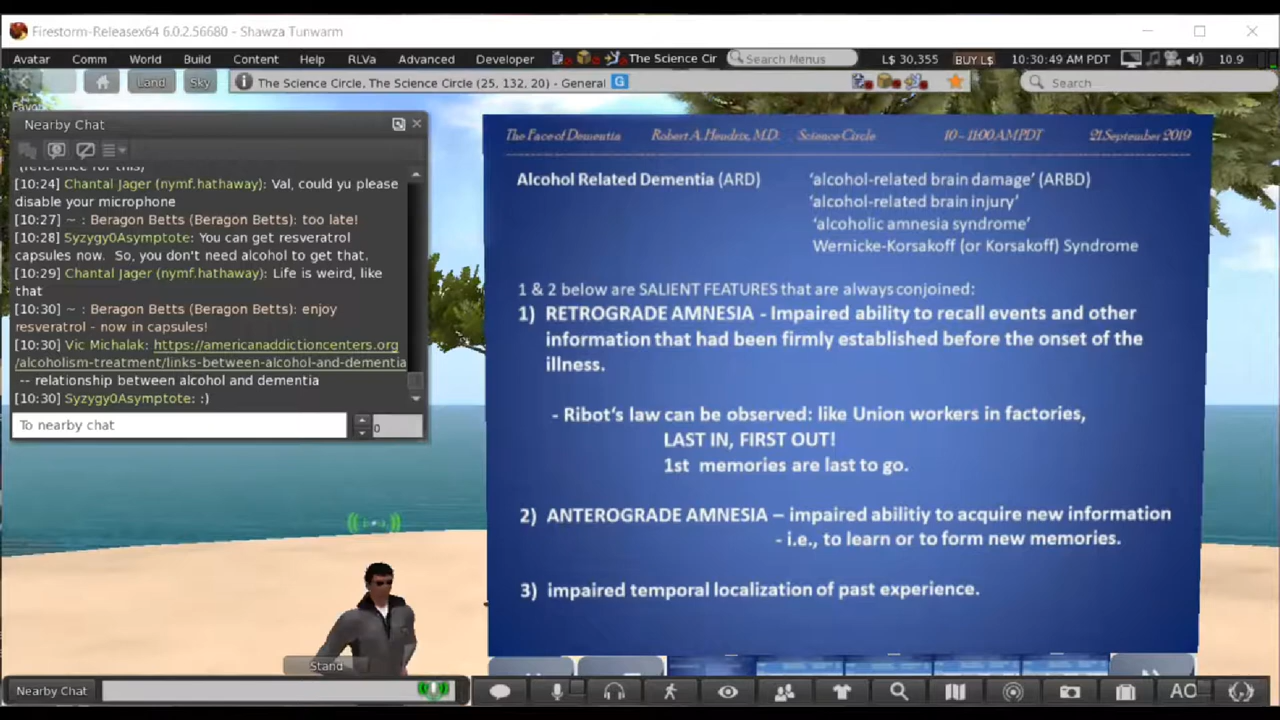 Firestorm-Releasex64 6.0.2.56680 - Shawza Tunwarm
Avatar Comm World Build Content Help RLVa Advanced Developer The Science Cir Search Menus L$ 30,355 BUY L$ 10:30:49 AM PDT 10.9
Land Sky The Science Circle, The Science Circle (25, 132, 20) - General G Search
Nearby Chat
(reference for this)
[10:24] Chantal Jager (nymf.hathaway): Val, could yu please
disable your microphone
[10:27] ~ : Beragon Betts (Beragon Betts): too late!
[10:28] Syzygy0Asymptote: You can get resveratrol
capsules now.  So, you don't need alcohol to get that.
[10:29] Chantal Jager (nymf.hathaway): Life is weird, like
that
[10:30] ~ : Beragon Betts (Beragon Betts): enjoy
resveratrol - now in capsules!
[10:30] Vic Michalak: https://americanaddictioncenters.org
/alcoholism-treatment/links-between-alcohol-and-dementia
-- relationship between alcohol and dementia
[10:30] Syzygy0Asymptote: :)
To nearby chat 0
The Face of Dementia Robert A. Hendrix, M.D. Science Circle 10 - 11:00 AM PDT 21 September 2019
Alcohol Related Dementia (ARD) 'alcohol-related brain damage' (ARBD)
'alcohol-related brain injury'
'alcoholic amnesia syndrome'
Wernicke-Korsakoff (or Korsakoff) Syndrome
1 & 2 below are SALIENT FEATURES that are always conjoined:
1) RETROGRADE AMNESIA - Impaired ability to recall events and other
information that had been firmly established before the onset of the
illness.
- Ribot's law can be observed: like Union workers in factories,
LAST IN, FIRST OUT!
1st memories are last to go.
2) ANTEROGRADE AMNESIA – impaired abilitiy to acquire new information
- i.e., to learn or to form new memories.
3) impaired temporal localization of past experience.
Stand
Nearby Chat AO